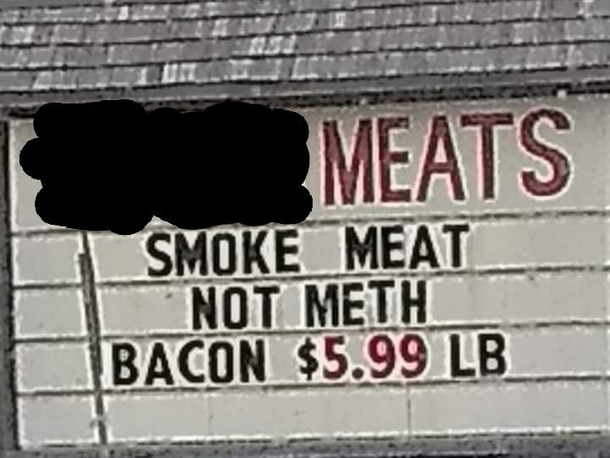 MEATS
SMOKE MEAT
NOT METH
BACON $5.99 LB